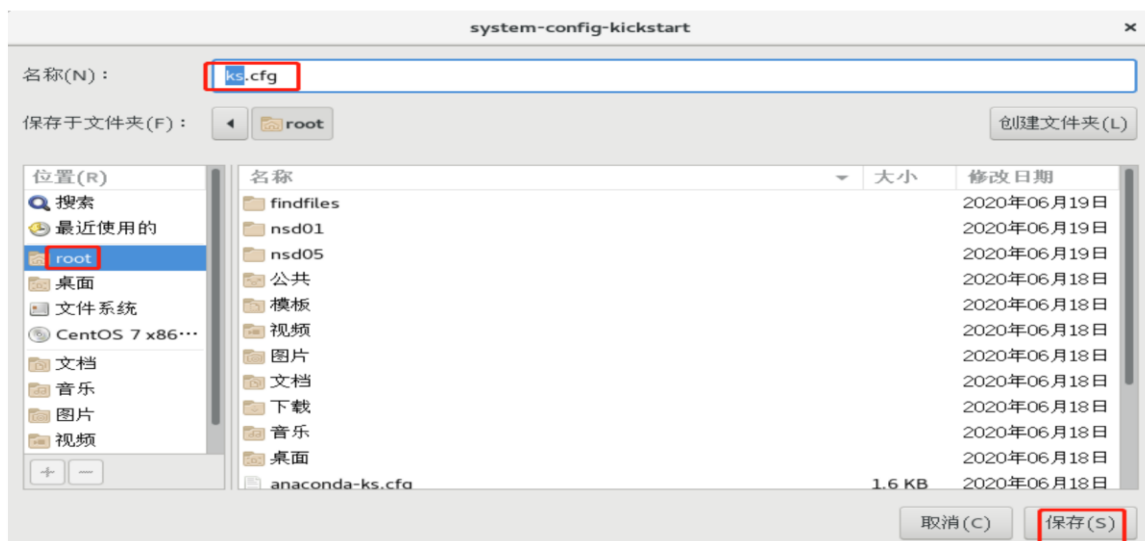 system-config-kickstart ×
名称(N)： ks.cfg
保存于文件夹(F)： root 创建文件夹(L)
位置(R) 名称 大小 修改日期
搜索 findfiles 2020年06月19日
最近使用的 nsd01 2020年06月19日
root nsd05 2020年06月19日
桌面 公共 2020年06月18日
文件系统 模板 2020年06月18日
CentOS 7 x86… 视频 2020年06月18日
文档 图片 2020年06月18日
音乐 文档 2020年06月18日
图片 下载 2020年06月18日
视频 音乐 2020年06月18日
桌面 2020年06月18日
+ − anaconda-ks.cfg 1.6 KB 2020年06月18日
取消(C) 保存(S)